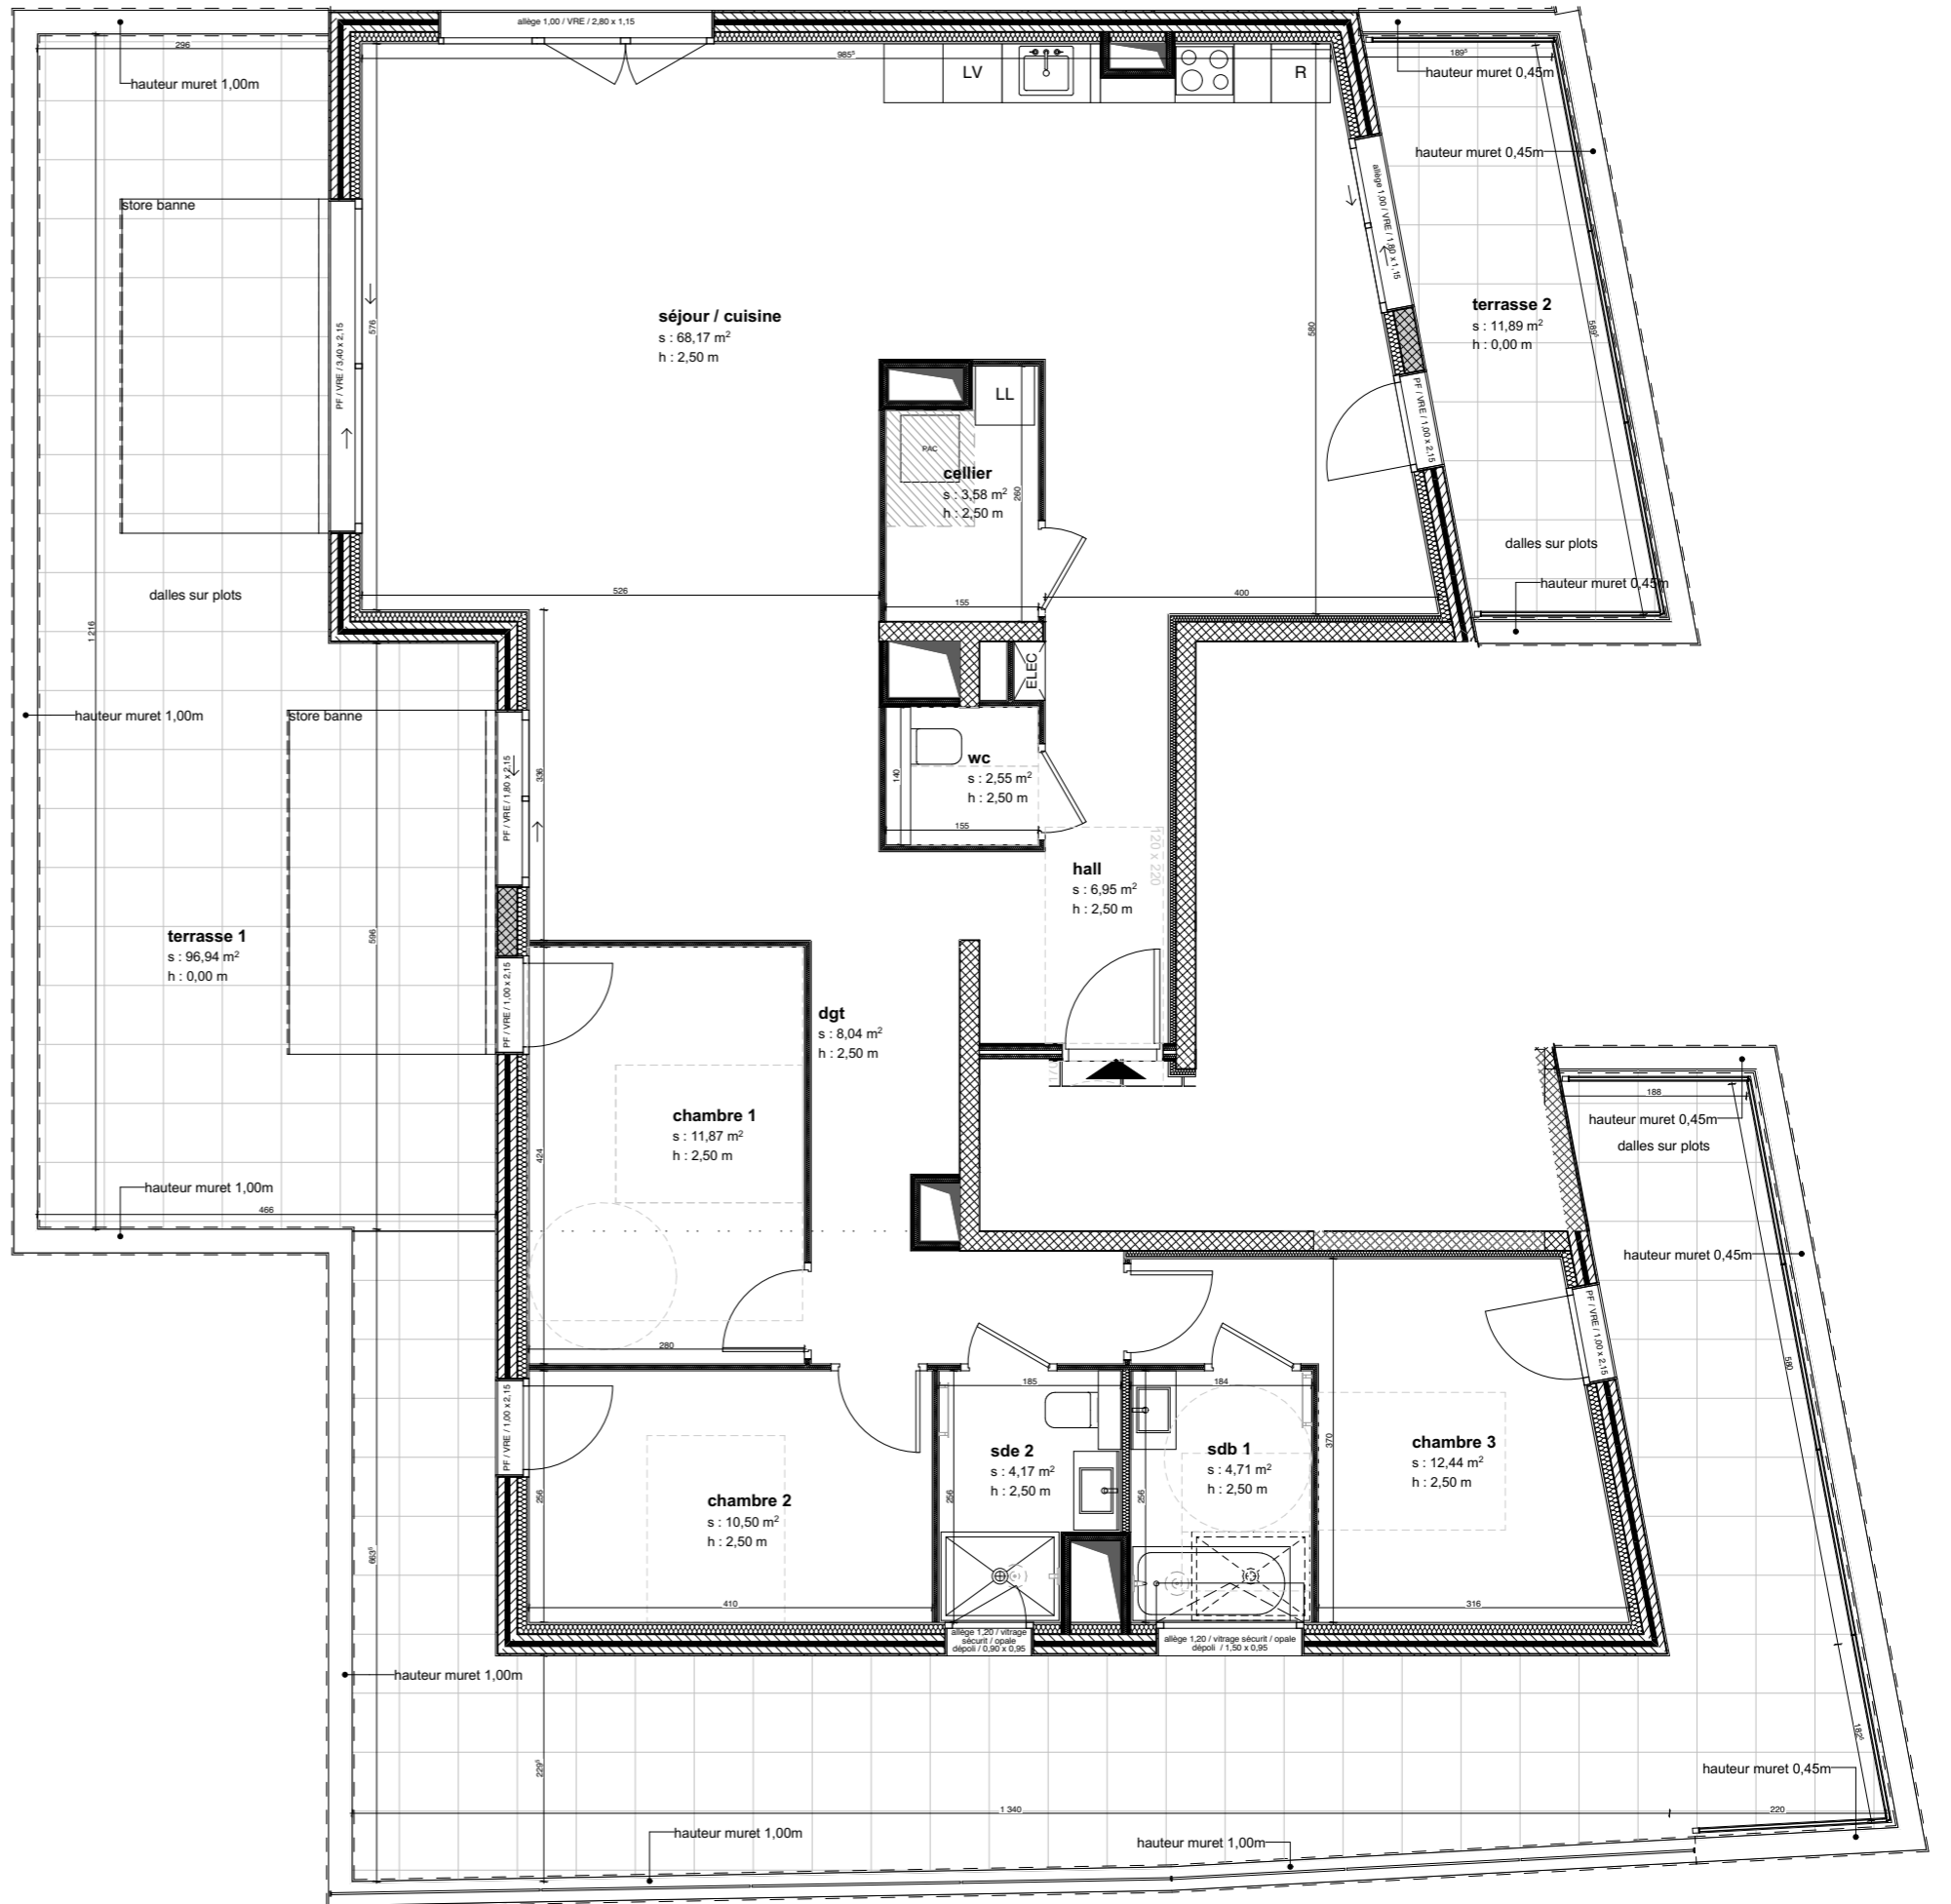 allège 1,00 / VRE / 2,80 x 1,15
296
hauteur muret 1,00m
985⁵
LV
R
189⁵
hauteur muret 0,45m
hauteur muret 0,45m
allège 1,00 / VRE / 1,80 x 1,15
store banne
PF / VRE / 3,40 x 2,15
576
séjour / cuisine
s : 68,17 m²
h : 2,50 m
580
terrasse 2
s : 11,89 m²
h : 0,00 m
589⁵
LL
PAC
cellier
s : 3,58 m²
h : 2,50 m
260
PF / VRE / 1,00 x 2,15
dalles sur plots
hauteur muret 0,45m
dalles sur plots
526
155
400
1 216
ELEC
hauteur muret 1,00m
store banne
PF / VRE / 1,80 x 2,15
336
wc
s : 2,55 m²
h : 2,50 m
140
155
120 x 220
hall
s : 6,95 m²
h : 2,50 m
terrasse 1
s : 96,94 m²
h : 0,00 m
596
PF / VRE / 1,00 x 2,15
dgt
s : 8,04 m²
h : 2,50 m
188
hauteur muret 0,45m
dalles sur plots
chambre 1
s : 11,87 m²
h : 2,50 m
424
hauteur muret 1,00m
466
hauteur muret 0,45m
280
PF / VRE / 1,00 x 2,15
580
185
184
370
PF / VRE / 1,00 x 2,15
chambre 2
s : 10,50 m²
h : 2,50 m
256
sde 2
s : 4,17 m²
h : 2,50 m
256
sdb 1
s : 4,71 m²
h : 2,50 m
256
chambre 3
s : 12,44 m²
h : 2,50 m
663⁵
410
316
allège 1,20 / vitrage
sécurit / opale
dépoli / 0,90 x 0,95
allège 1,20 / vitrage sécurit / opale
dépoli / 1,50 x 0,95
hauteur muret 1,00m
182⁵
229⁵
hauteur muret 0,45m
1 340
220
hauteur muret 1,00m
hauteur muret 1,00m